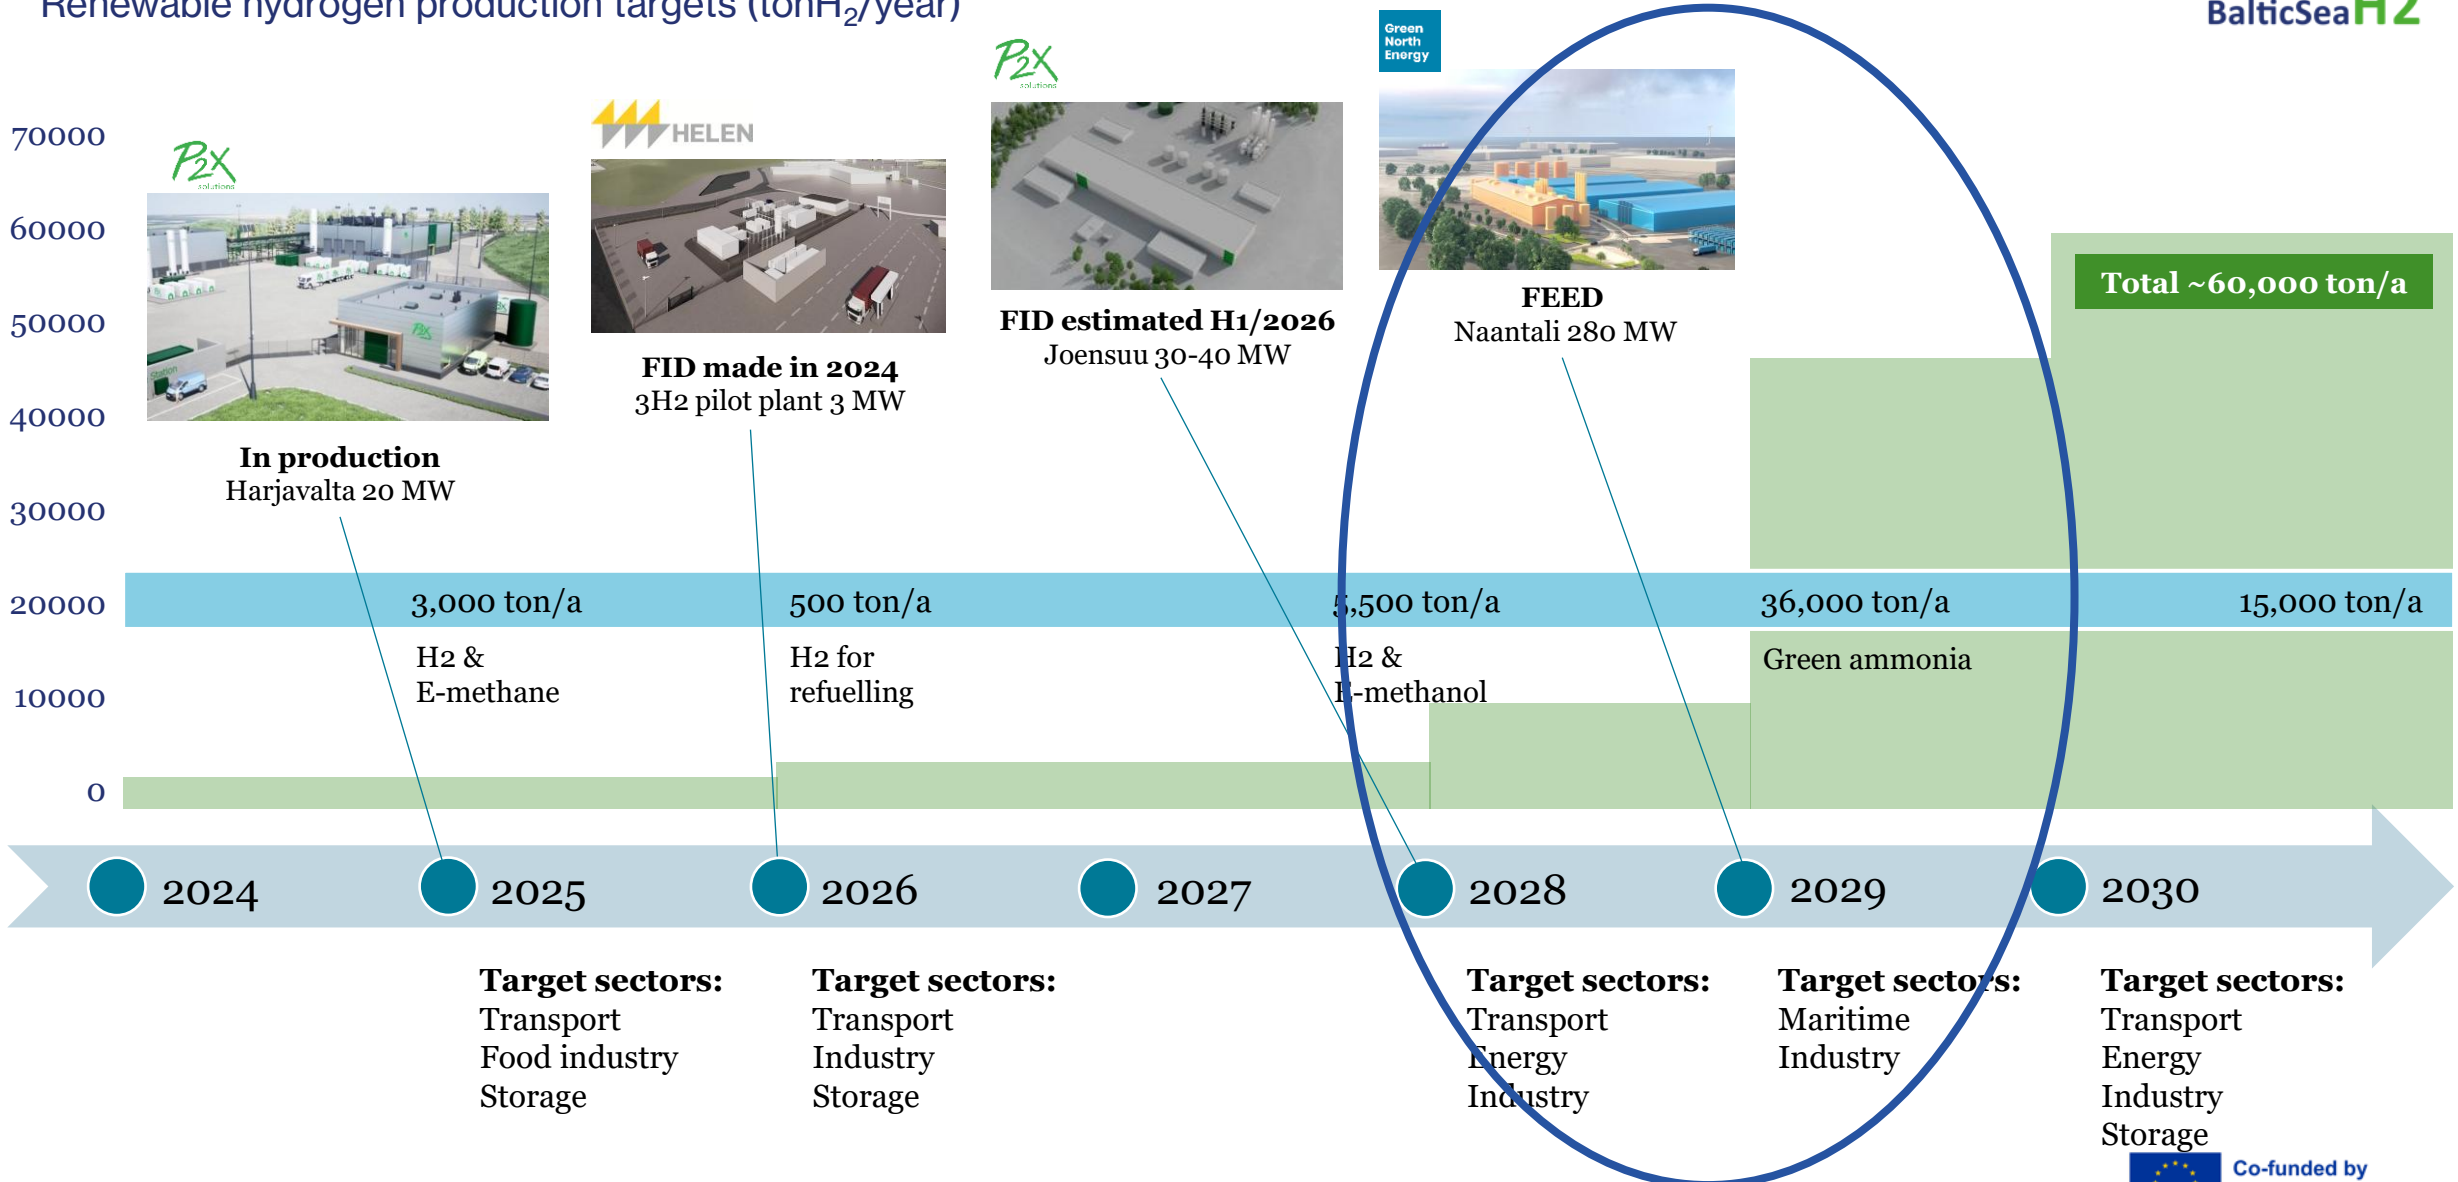 Renewable hydrogen production targets (tonH₂/year)
BalticSeaH2
Green
North
Energy
P2X
solutions
HELEN
P2X
solutions
70000
60000
50000
40000
30000
20000
10000
0
P2X
Station
In production
Harjavalta 20 MW
FID made in 2024
3H2 pilot plant 3 MW
FID estimated H1/2026
Joensuu 30-40 MW
FEED
Naantali 280 MW
Total ~60,000 ton/a
3,000 ton/a
500 ton/a
5,500 ton/a
36,000 ton/a
15,000 ton/a
H2 &
E-methane
H2 for
refuelling
H2 &
E-methanol
Green ammonia
2024
2025
2026
2027
2028
2029
2030
Target sectors:
Transport
Food industry
Storage
Target sectors:
Transport
Industry
Storage
Target sectors:
Transport
Energy
Industry
Target sectors:
Maritime
Industry
Target sectors:
Transport
Energy
Industry
Storage
Co-funded by